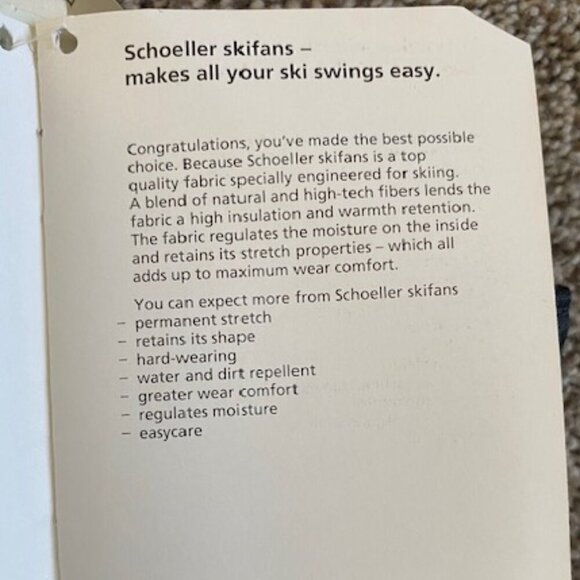 Schoeller skifans –
makes all your ski swings easy.
Congratulations, you've made the best possible
choice. Because Schoeller skifans is a top
quality fabric specially engineered for skiing.
A blend of natural and high-tech fibers lends the
fabric a high insulation and warmth retention.
The fabric regulates the moisture on the inside
and retains its stretch properties – which all
adds up to maximum wear comfort.
You can expect more from Schoeller skifans
– permanent stretch
– retains its shape
– hard-wearing
– water and dirt repellent
– greater wear comfort
– regulates moisture
– easycare